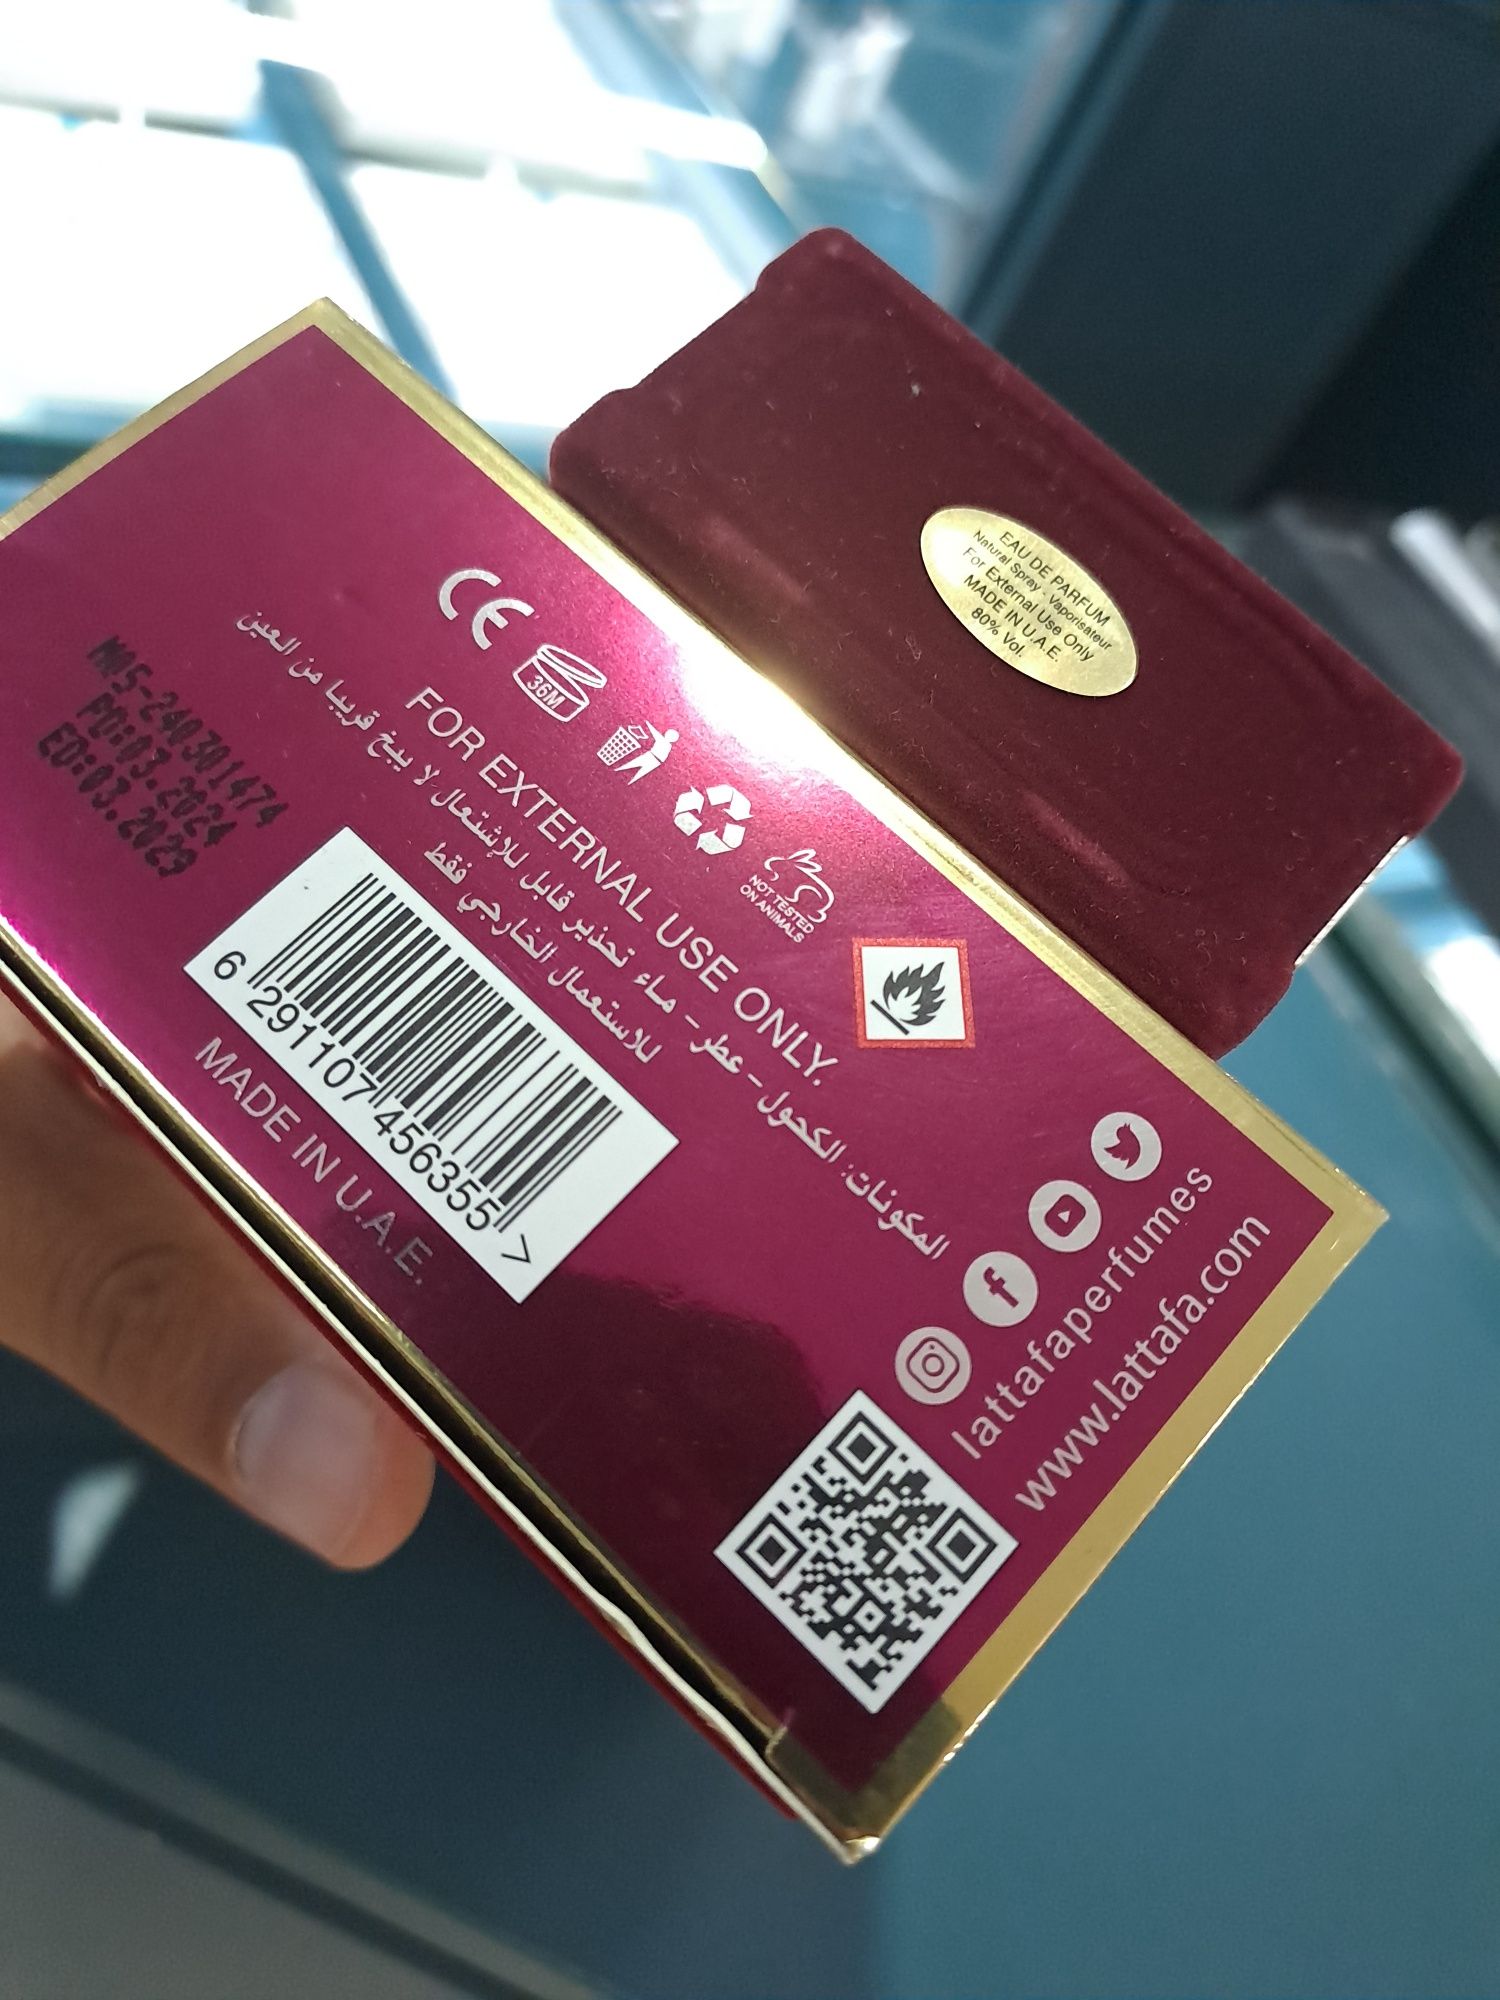 EAU DE PARFUM
Natural Spray Vaporisateur
For External Use Only
MADE IN U.A.E.
80% Vol.
CE
36M
NOT TESTED
ON ANIMALS
FOR EXTERNAL USE ONLY.
المكونات: الكحول - عطر - ماء تحذير قابل للإشتعال لا يبخ قريبا من العين
للاستعمال الخارجي فقط
M05-240301474
PD:03.2024
ED:03.2029
6 291107 456355 >
MADE IN U.A.E.
lattafaperfumes
www.lattafa.com